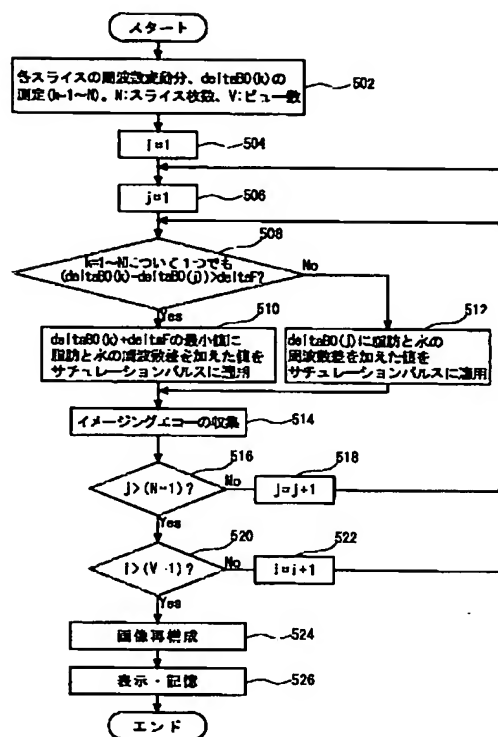 スタート
各スライスの周波数変動分、deltaB0(k)の
測定(k=1~N)。N:スライス枚数、V:ビュー数
502
i=1
504
j=1
506
508
k=1~Nについて1つでも
(deltaB0(k)-deltaB0(j))>deltaF?
No
Yes
510
512
deltaB0(k)+deltaFの最小値に
脂肪と水の周波数差を加えた値を
サチュレーションパルスに適用
deltaB0(j)に脂肪と水の
周波数差を加えた値を
サチュレーションパルスに適用
イメージングエコーの収集
514
516
j>(N-1)?
No
518
j=j+1
Yes
520
i>(V-1)?
No
522
i=i+1
Yes
画像再構成
524
表示・記憶
526
エンド